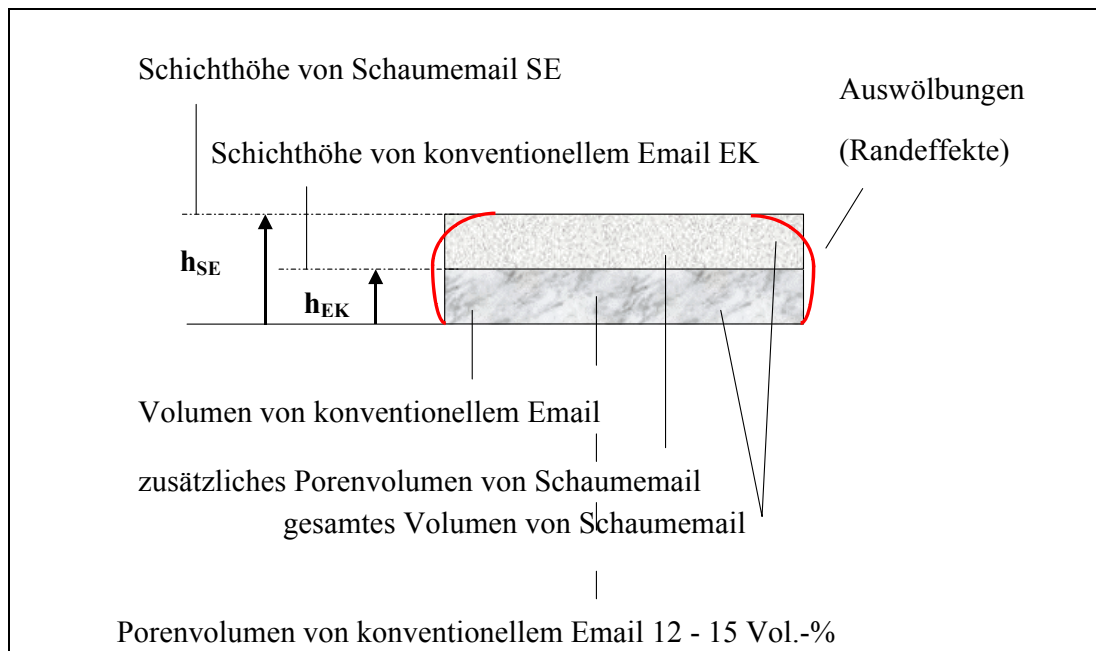 Schichthöhe von Schaumemail SE
Auswölbungen
(Randeffekte)
Schichthöhe von konventionellem Email EK
hSE
hEK
Volumen von konventionellem Email
zusätzliches Porenvolumen von Schaumemail
gesamtes Volumen von Schaumemail
Porenvolumen von konventionellem Email 12 - 15 Vol.-%